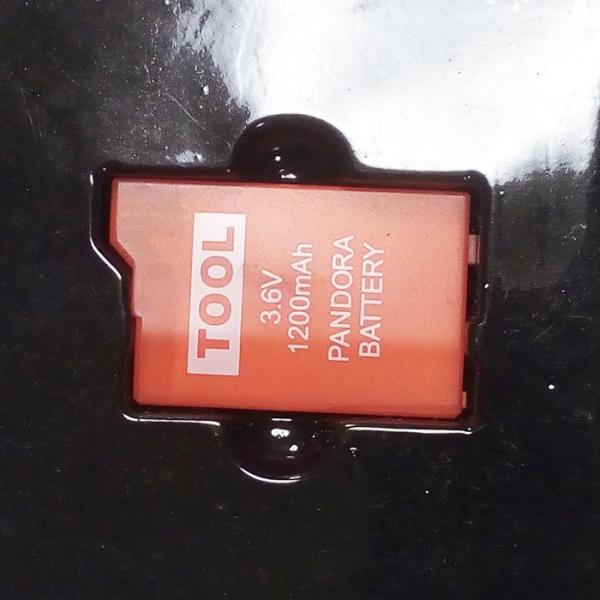 TOOL
3.6V
1200mAh
PANDORA
BATTERY